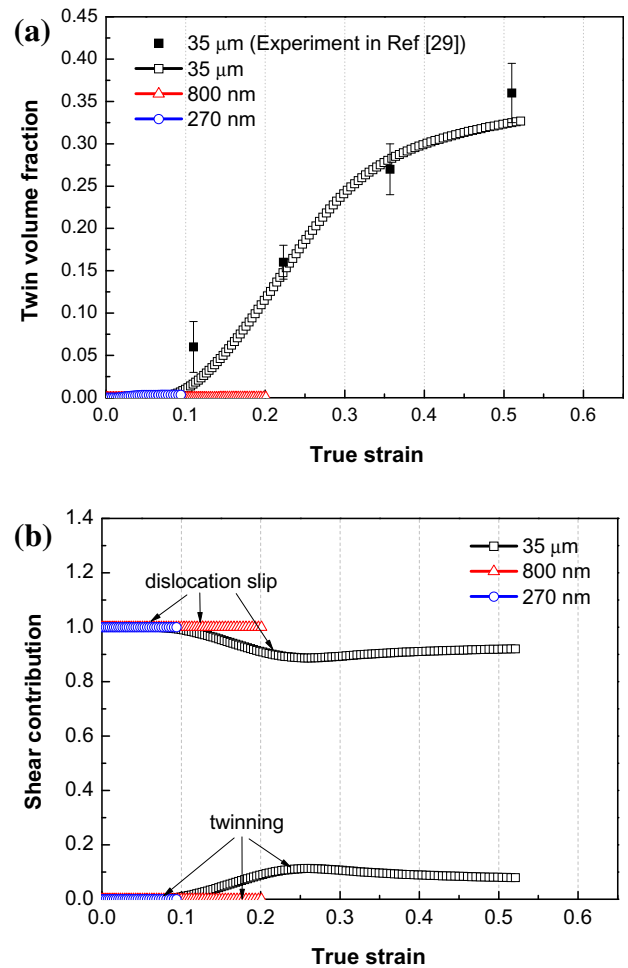 (a)
0.45
0.40
0.35
0.30
0.25
0.20
0.15
0.10
0.05
0.00
Twin volume fraction
35 μm (Experiment in Ref [29])
35 μm
800 nm
270 nm
0.0 0.1 0.2 0.3 0.4 0.5 0.6
True strain
(b)
1.4
1.2
1.0
0.8
0.6
0.4
0.2
0.0
Shear contribution
35 μm
800 nm
270 nm
dislocation slip
twinning
0.0 0.1 0.2 0.3 0.4 0.5 0.6
True strain